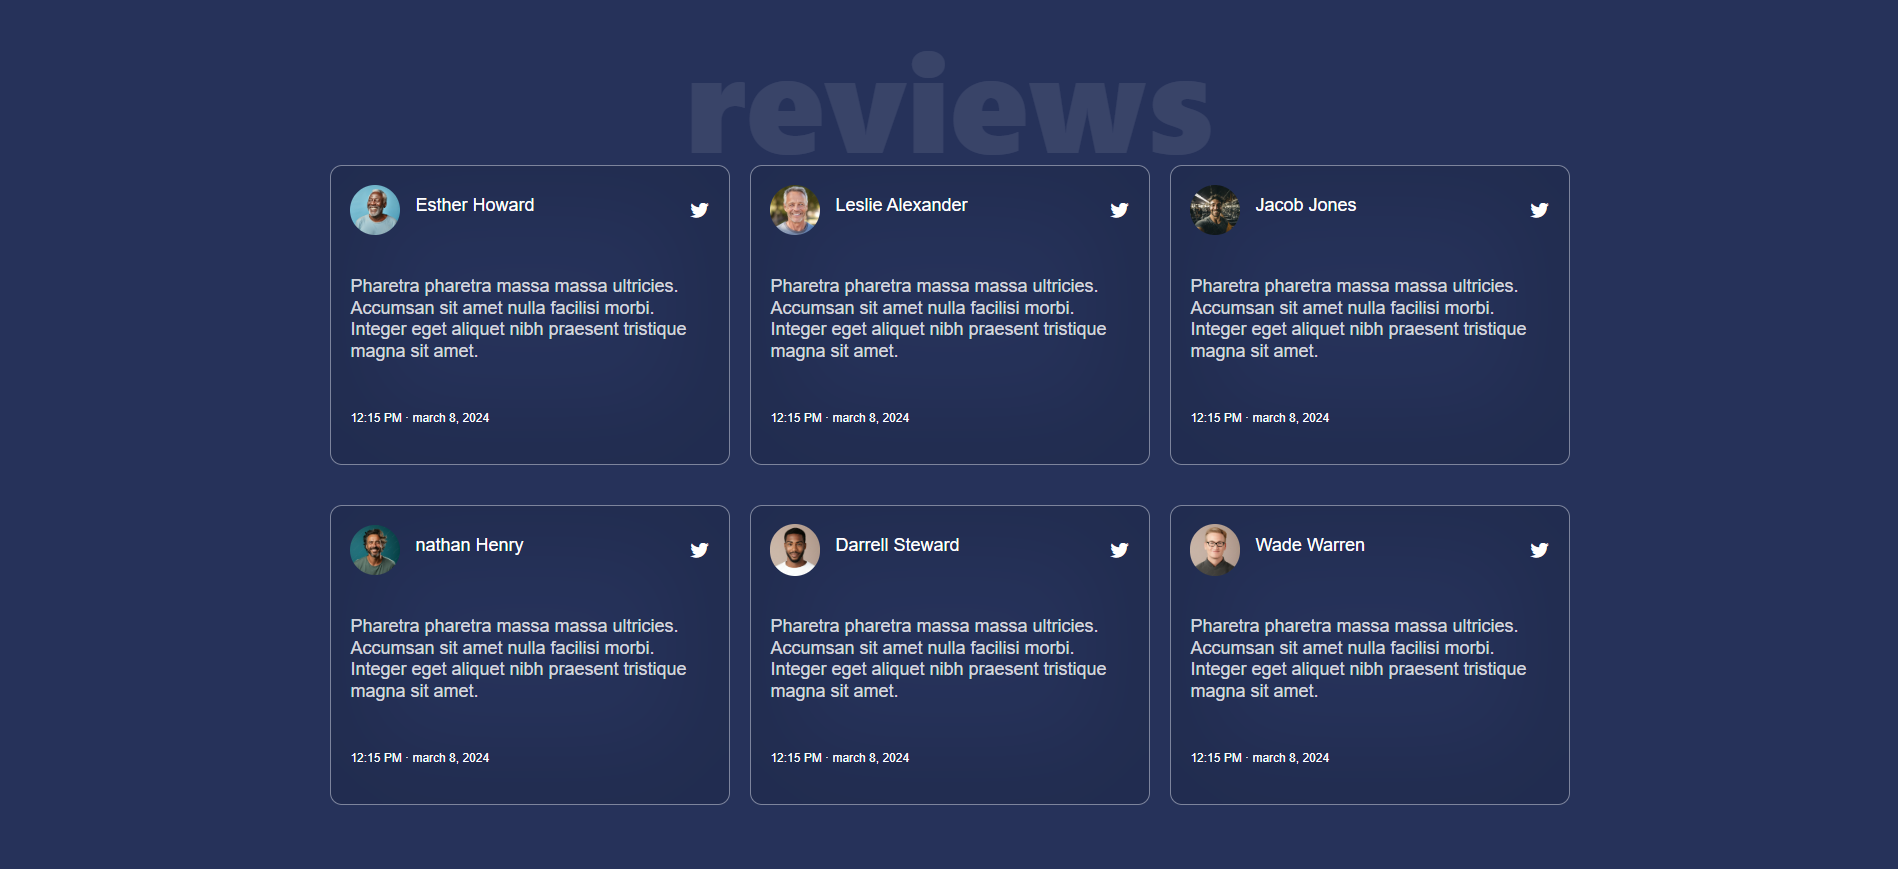 reviews
Esther Howard
Pharetra pharetra massa massa ultricies.
Accumsan sit amet nulla facilisi morbi.
Integer eget aliquet nibh praesent tristique
magna sit amet.
12:15 PM · march 8, 2024
Leslie Alexander
Pharetra pharetra massa massa ultricies.
Accumsan sit amet nulla facilisi morbi.
Integer eget aliquet nibh praesent tristique
magna sit amet.
12:15 PM · march 8, 2024
Jacob Jones
Pharetra pharetra massa massa ultricies.
Accumsan sit amet nulla facilisi morbi.
Integer eget aliquet nibh praesent tristique
magna sit amet.
12:15 PM · march 8, 2024
nathan Henry
Pharetra pharetra massa massa ultricies.
Accumsan sit amet nulla facilisi morbi.
Integer eget aliquet nibh praesent tristique
magna sit amet.
12:15 PM · march 8, 2024
Darrell Steward
Pharetra pharetra massa massa ultricies.
Accumsan sit amet nulla facilisi morbi.
Integer eget aliquet nibh praesent tristique
magna sit amet.
12:15 PM · march 8, 2024
Wade Warren
Pharetra pharetra massa massa ultricies.
Accumsan sit amet nulla facilisi morbi.
Integer eget aliquet nibh praesent tristique
magna sit amet.
12:15 PM · march 8, 2024